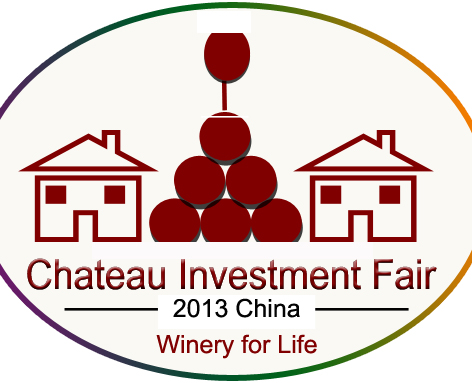 Chateau Investment Fair
2013 China
Winery for Life